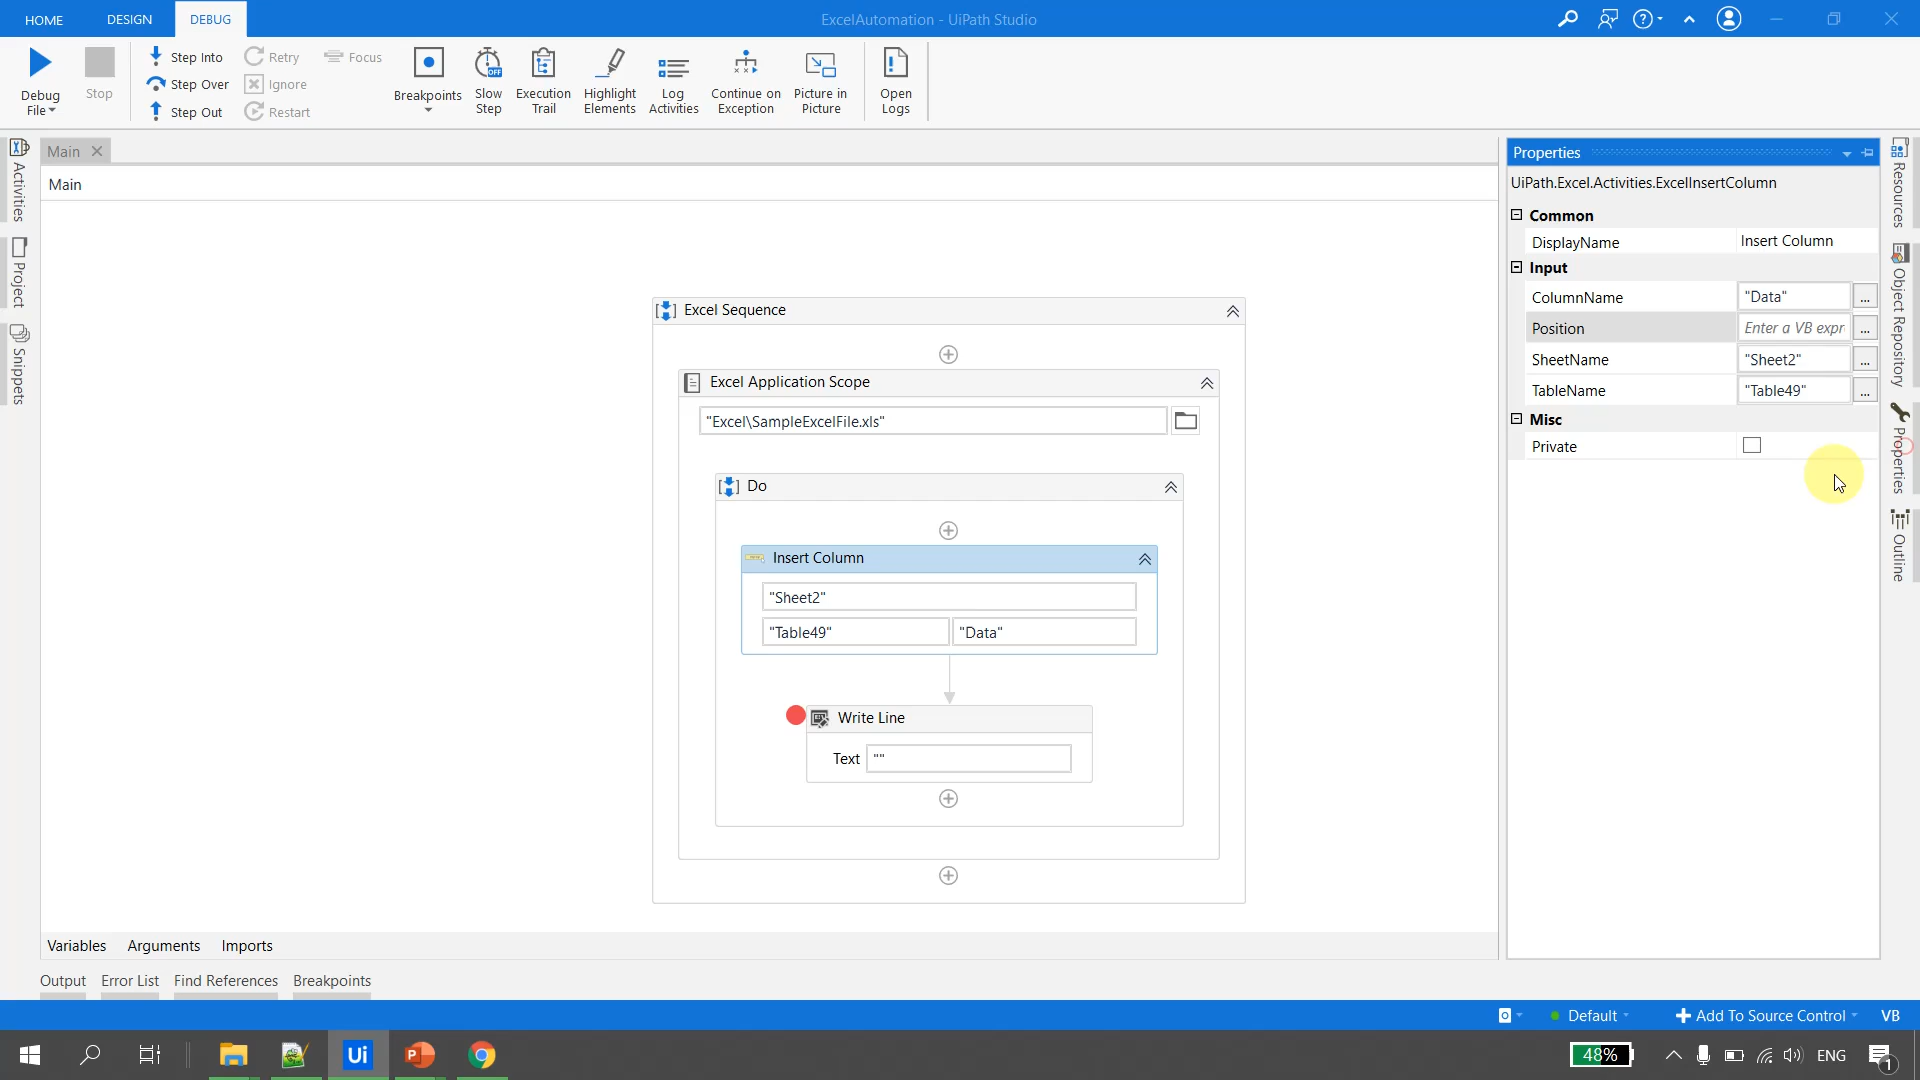 HOME DESIGN DEBUG ExcelAutomation - UiPath Studio
Debug File
Stop
Step Into
Step Over
Step Out
Retry
Ignore
Restart
Focus
Breakpoints
Slow Step
OFF
Execution Trail
Highlight Elements
Log Activities
Continue on Exception
Picture in Picture
Open Logs
Activities
Project
Snippets
Main
Main
Excel Sequence
Excel Application Scope
"Excel\SampleExcelFile.xls"
Do
Insert Column
"Sheet2"
"Table49" "Data"
Write Line
Text ""
Properties
UiPath.Excel.Activities.ExcelInsertColumn
Common
DisplayName Insert Column
Input
ColumnName "Data" ...
Position Enter a VB expr ...
SheetName "Sheet2" ...
TableName "Table49" ...
Misc
Private
Resources
Object Repository
Properties
Outline
Variables Arguments Imports
Output Error List Find References Breakpoints
Default Add To Source Control VB
Ui P 48% ENG 1